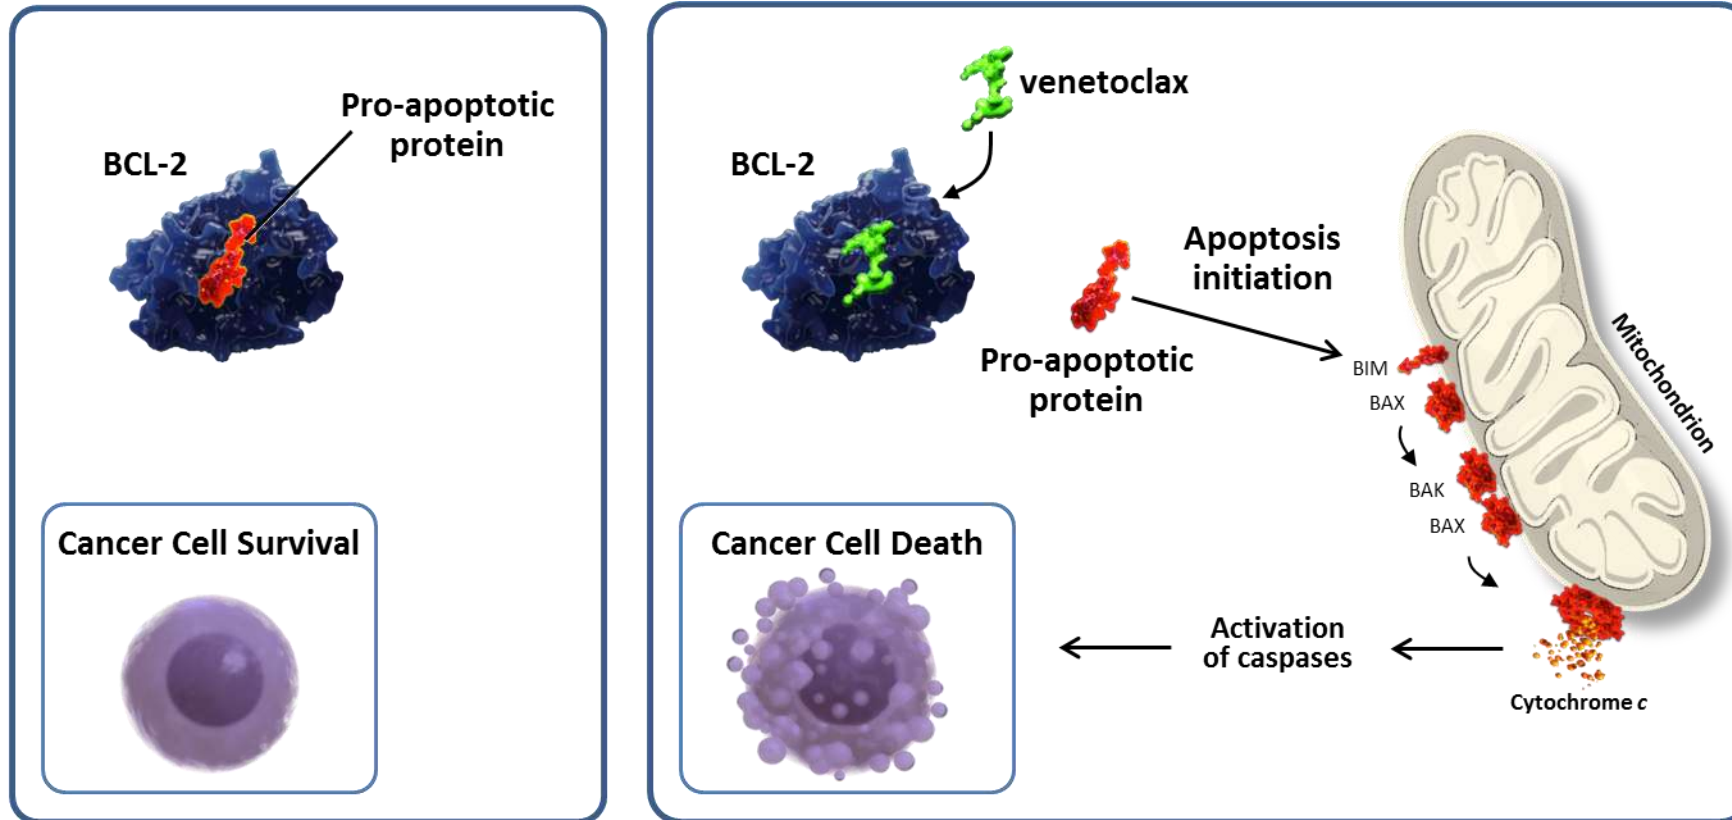 Pro-apoptotic
protein
BCL-2
Cancer Cell Survival
venetoclax
BCL-2
Apoptosis
initiation
Pro-apoptotic
protein
Mitochondrion
BIM
BAX
BAK
BAX
Cytochrome c
Activation
of caspases
Cancer Cell Death